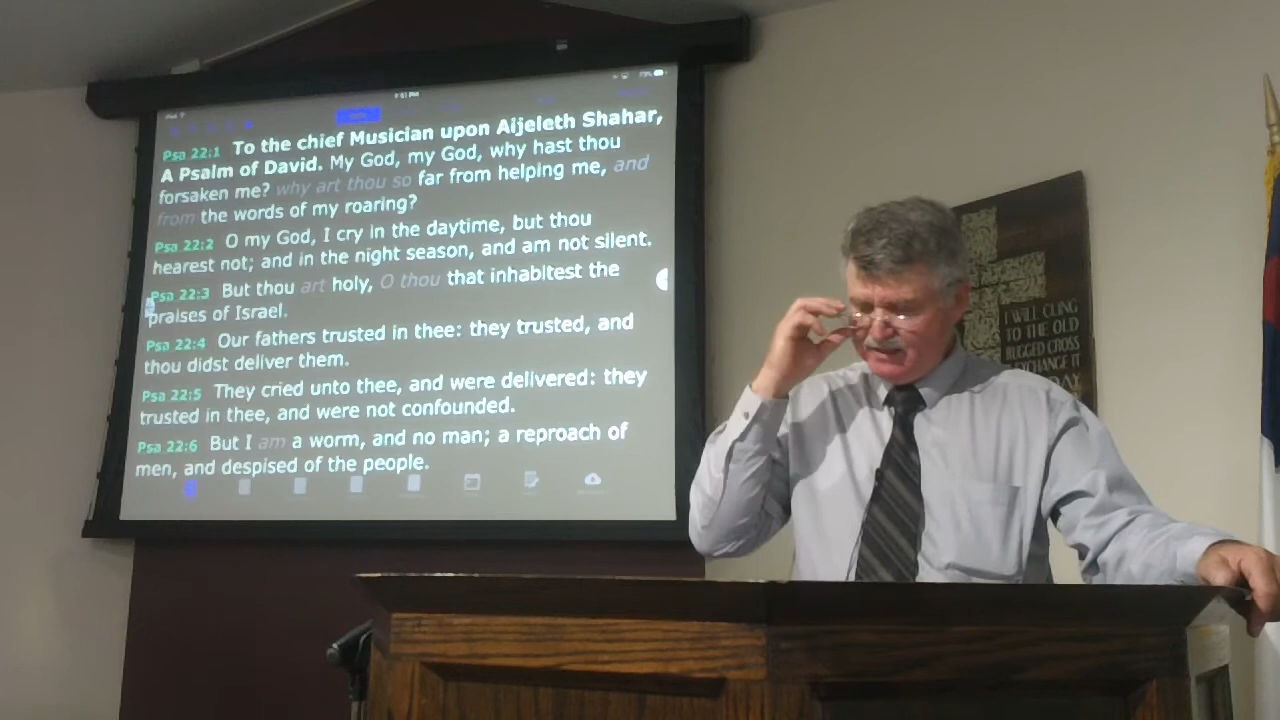 Psa 22:1 To the chief Musician upon Aijeleth Shahar,
A Psalm of David. My God, my God, why hast thou
forsaken me? why art thou so far from helping me, and
from the words of my roaring?
Psa 22:2 O my God, I cry in the daytime, but thou
hearest not; and in the night season, and am not silent.
Psa 22:3 But thou art holy, O thou that inhabitest the
praises of Israel.
Psa 22:4 Our fathers trusted in thee: they trusted, and
thou didst deliver them.
Psa 22:5 They cried unto thee, and were delivered: they
trusted in thee, and were not confounded.
Psa 22:6 But I am a worm, and no man; a reproach of
men, and despised of the people.
I WILL CLING
TO THE OLD
RUGGED CROSS
EXCHANGE IT
DAY